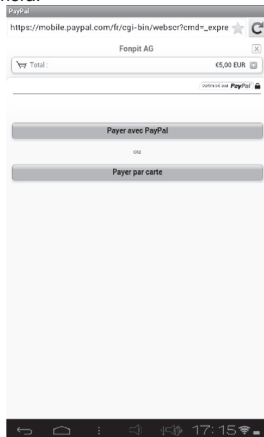 PayPal
https://mobile.paypal.com/fr/cgi-bin/webscr?cmd=_expre
Fonpit AG
Total :
€5,00 EUR
PayPal
Payer avec PayPal
ou
Payer par carte
17:15